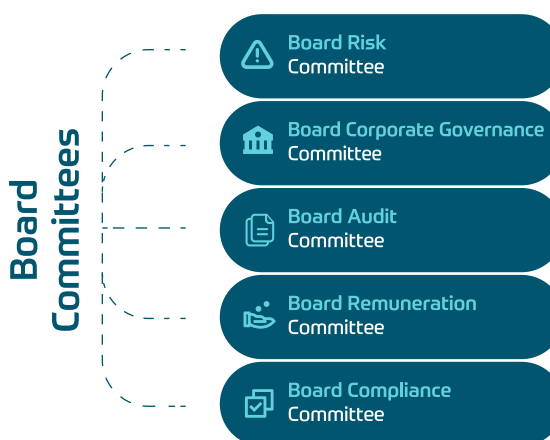 Board
Committees
Board Risk
Committee
Board Corporate Governance
Committee
Board Audit
Committee
Board Remuneration
Committee
Board Compliance
Committee